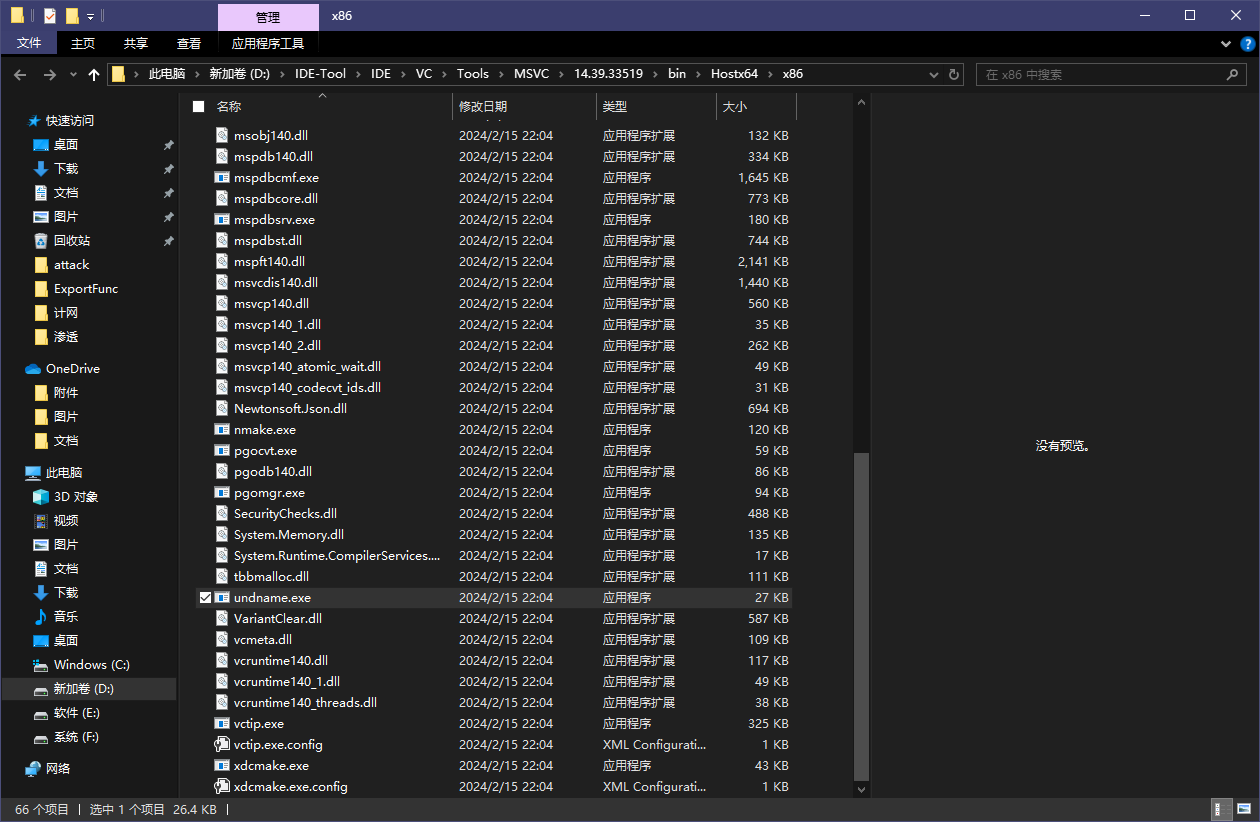 管理
x86
文件 主页 共享 查看 应用程序工具
此电脑 > 新加卷 (D:) > IDE-Tool > IDE > VC > Tools > MSVC > 14.39.33519 > bin > Hostx64 > x86
在 x86 中搜索
快速访问
桌面
下载
文档
图片
回收站
attack
ExportFunc
计网
渗透
OneDrive
附件
图片
文档
此电脑
3D 对象
视频
图片
文档
下载
音乐
桌面
Windows (C:)
新加卷 (D:)
软件 (E:)
系统 (F:)
网络
名称 修改日期 类型 大小
msobj140.dll 2024/2/15 22:04 应用程序扩展 132 KB
mspdb140.dll 2024/2/15 22:04 应用程序扩展 334 KB
mspdbcmf.exe 2024/2/15 22:04 应用程序 1,645 KB
mspdbcore.dll 2024/2/15 22:04 应用程序扩展 773 KB
mspdbsrv.exe 2024/2/15 22:04 应用程序 180 KB
mspdbst.dll 2024/2/15 22:04 应用程序扩展 744 KB
mspft140.dll 2024/2/15 22:04 应用程序扩展 2,141 KB
msvcdis140.dll 2024/2/15 22:04 应用程序扩展 1,440 KB
msvcp140.dll 2024/2/15 22:04 应用程序扩展 560 KB
msvcp140_1.dll 2024/2/15 22:04 应用程序扩展 35 KB
msvcp140_2.dll 2024/2/15 22:04 应用程序扩展 262 KB
msvcp140_atomic_wait.dll 2024/2/15 22:04 应用程序扩展 49 KB
msvcp140_codecvt_ids.dll 2024/2/15 22:04 应用程序扩展 31 KB
Newtonsoft.Json.dll 2024/2/15 22:04 应用程序扩展 694 KB
nmake.exe 2024/2/15 22:04 应用程序 120 KB
pgocvt.exe 2024/2/15 22:04 应用程序 59 KB
pgodb140.dll 2024/2/15 22:04 应用程序扩展 86 KB
pgomgr.exe 2024/2/15 22:04 应用程序 94 KB
SecurityChecks.dll 2024/2/15 22:04 应用程序扩展 488 KB
System.Memory.dll 2024/2/15 22:04 应用程序扩展 135 KB
System.Runtime.CompilerServices.... 2024/2/15 22:04 应用程序扩展 17 KB
tbbmalloc.dll 2024/2/15 22:04 应用程序扩展 111 KB
undname.exe 2024/2/15 22:04 应用程序 27 KB
VariantClear.dll 2024/2/15 22:04 应用程序扩展 587 KB
vcmeta.dll 2024/2/15 22:04 应用程序扩展 109 KB
vcruntime140.dll 2024/2/15 22:04 应用程序扩展 117 KB
vcruntime140_1.dll 2024/2/15 22:04 应用程序扩展 49 KB
vcruntime140_threads.dll 2024/2/15 22:04 应用程序扩展 38 KB
vctip.exe 2024/2/15 22:04 应用程序 325 KB
vctip.exe.config 2024/2/15 22:04 XML Configurati... 1 KB
xdcmake.exe 2024/2/15 22:04 应用程序 43 KB
xdcmake.exe.config 2024/2/15 22:04 XML Configurati... 1 KB
没有预览。
66 个项目 选中 1 个项目 26.4 KB